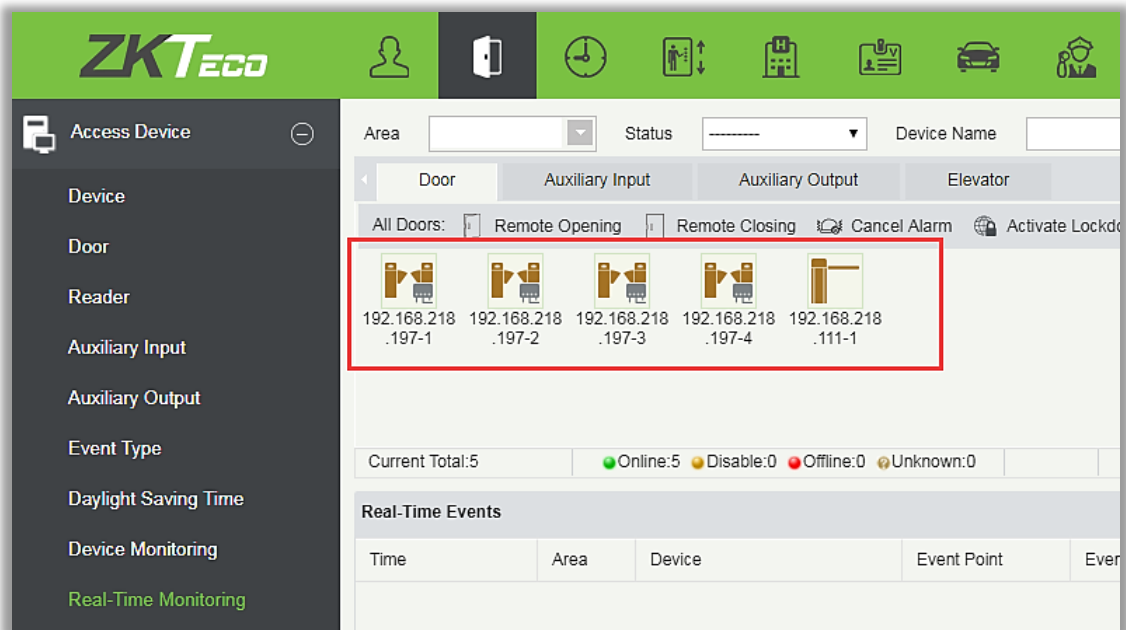 ZKTECO
Access Device
Device
Door
Reader
Auxiliary Input
Auxiliary Output
Event Type
Daylight Saving Time
Device Monitoring
Real-Time Monitoring
Area Status --------- Device Name
Door Auxiliary Input Auxiliary Output Elevator
All Doors: Remote Opening Remote Closing Cancel Alarm Activate Lockdo
192.168.218 192.168.218 192.168.218 192.168.218 192.168.218
.197-1 .197-2 .197-3 .197-4 .111-1
Current Total:5 Online:5 Disable:0 Offline:0 Unknown:0
Real-Time Events
Time Area Device Event Point Ever